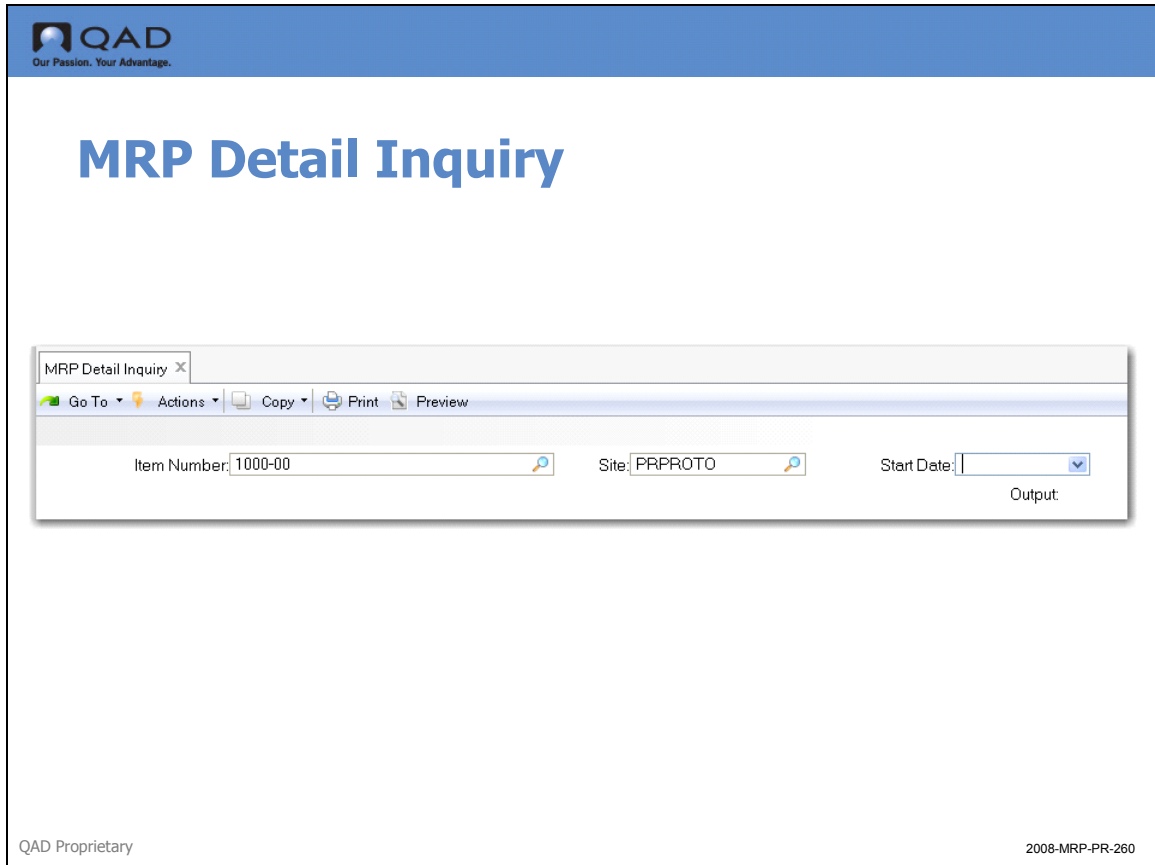 QAD
Our Passion. Your Advantage.
MRP Detail Inquiry
MRP Detail Inquiry X
Go To Actions Copy Print Preview
Item Number: 1000-00 Site: PRPROTO Start Date:
Output:
QAD Proprietary 2008-MRP-PR-260